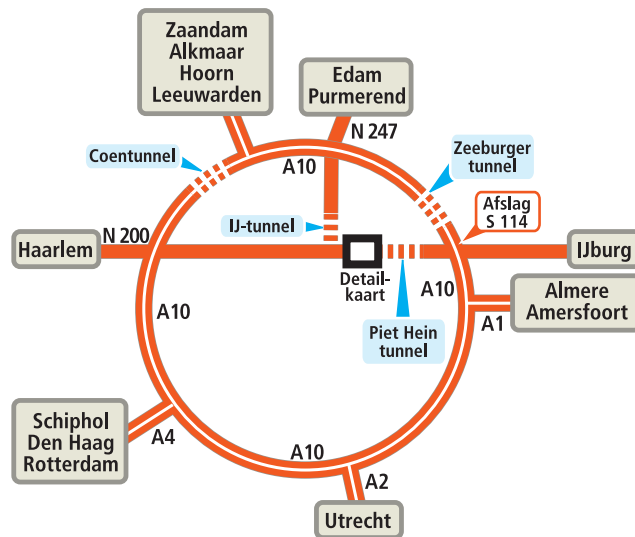 Zaandam
Alkmaar
Hoorn
Leeuwarden
Edam
Purmerend
N 247
Coentunnel
A10
Zeeburger
tunnel
Afslag
S 114
IJ-tunnel
N 200
Haarlem
IJburg
Detail-
kaart
A10
A10
Almere
Amersfoort
A1
Piet Hein
tunnel
Schiphol
Den Haag
Rotterdam
A4
A10
A2
Utrecht